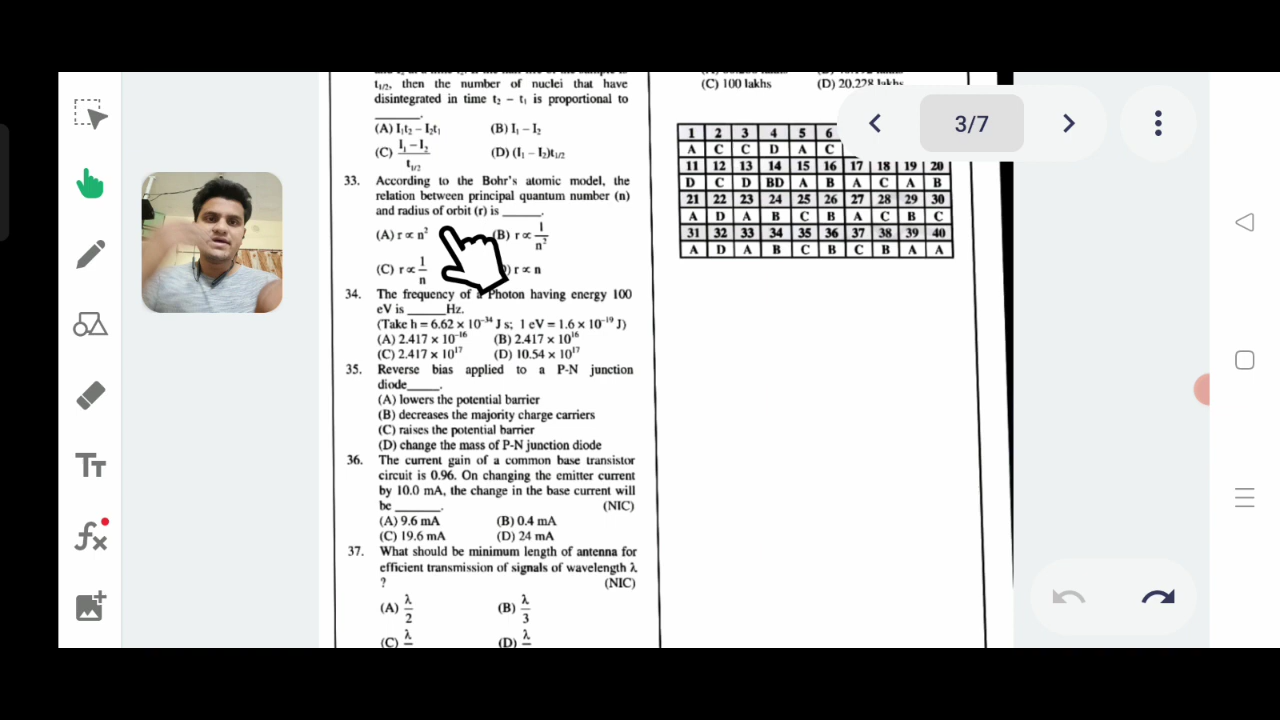 t₁/₂, then the number of nuclei that have
disintegrated in time t₂ – t₁ is proportional to
______.
(A) I₁t₂ – I₂t₁ (B) I₁ – I₂
(C) (I₁ – I₂)/t₁/₂ (D) (I₁ – I₂)t₁/₂
33. According to the Bohr's atomic model, the
relation between principal quantum number (n)
and radius of orbit (r) is ______.
(A) r ∝ n² (B) r ∝ 1/n²
(C) r ∝ 1/n r ∝ n
34. The frequency of a Photon having energy 100
eV is ______Hz.
(Take h = 6.62 × 10⁻³⁴ J s; 1 eV = 1.6 × 10⁻¹⁹ J)
(A) 2.417 × 10⁻¹⁶ (B) 2.417 × 10¹⁶
(C) 2.417 × 10¹⁷ (D) 10.54 × 10¹⁷
35. Reverse bias applied to a P-N junction
diode_____.
(A) lowers the potential barrier
(B) decreases the majority charge carriers
(C) raises the potential barrier
(D) change the mass of P-N junction diode
36. The current gain of a common base transistor
circuit is 0.96. On changing the emitter current
by 10.0 mA, the change in the base current will
be ________. (NIC)
(A) 9.6 mA (B) 0.4 mA
(C) 19.6 mA (D) 24 mA
37. What should be minimum length of antenna for
efficient transmission of signals of wavelength λ
? (NIC)
(A) λ/2 (B) λ/3
(C) λ (D) λ
(C) 100 lakhs (D) 20.228 lakhs
1 2 3 4 5 6
A C C D A C
11 12 13 14 15 16 17 18 19 20
D C D BD A B A C A B
21 22 23 24 25 26 27 28 29 30
A D A B C B A C B C
31 32 33 34 35 36 37 38 39 40
A D A B C B C B A A
3/7
TT
fx